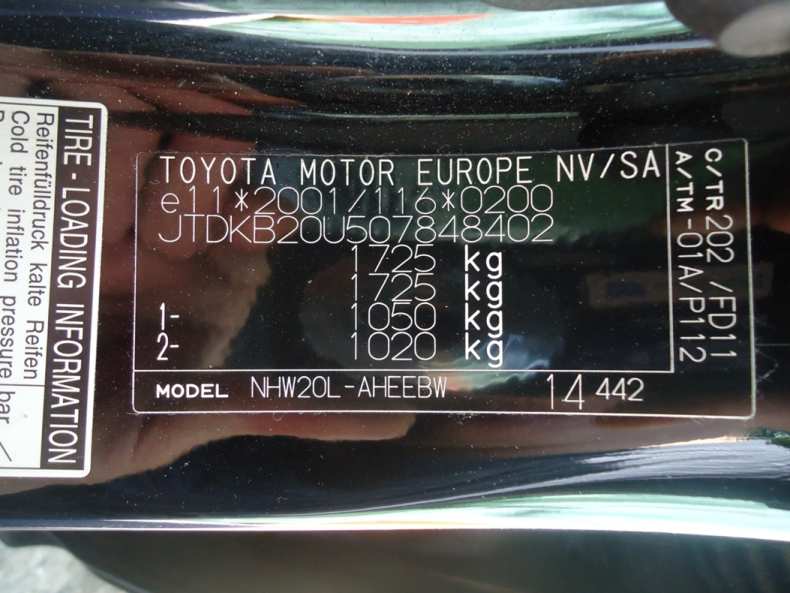 TIRE - LOADING INFORMATION
Reifenfülldruck kalte Reifen
Cold tire inflation pressure bar /
TOYOTA MOTOR EUROPE NV/SA
e11*2001/116*0200
JTDKB20U507848402
1725 kg
1725 kg
1- 1050 kg
2- 1020 kg
C/TR 202 /FD11
A/TM-01A/P112
MODEL NHW20L-AHEEBW 14 442